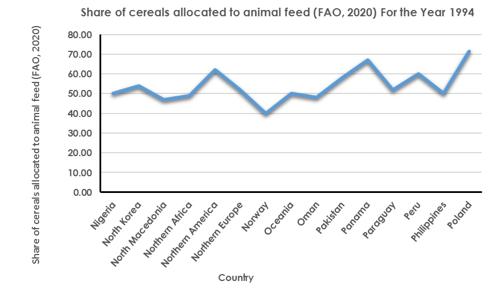 Share of cereals allocated to animal feed (FAO, 2020) For the Year 1994
Share of cereals allocated to animal feed (FAO, 2020)
80.00
70.00
60.00
50.00
40.00
30.00
20.00
10.00
0.00
Nigeria
North Korea
North Macedonia
Northern Africa
Northern America
Northern Europe
Norway
Oceania
Oman
Pakistan
Panama
Paraguay
Peru
Philippines
Poland
Country